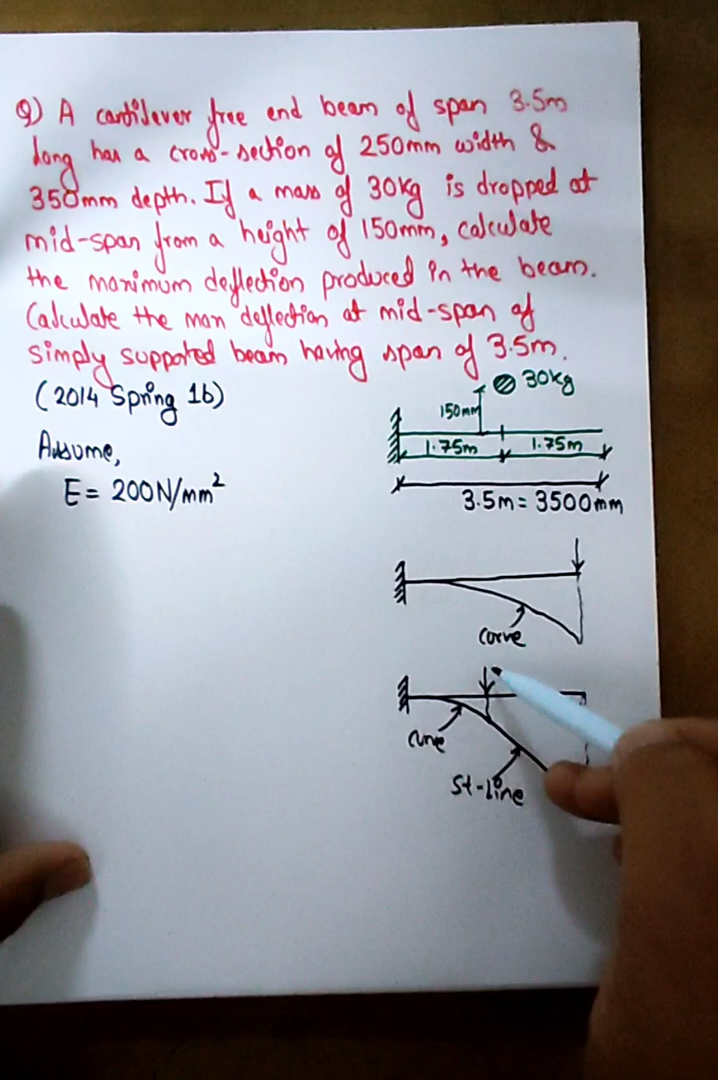 Q) A cantilever free end beam of span 3.5m
long has a cross-section of 250mm width &
350mm depth. If a mass of 30kg is dropped at
mid-span from a height of 150mm, calculate
the maximum deflection produced in the beam.
Calculate the max deflection at mid-span of
simply supported beam having span of 3.5m.
(2014 Spring 1b)
Assume,
E = 200N/mm²
30kg
150mm
1.75m 1.75m
3.5m = 3500mm
Curve
Curve
St-line